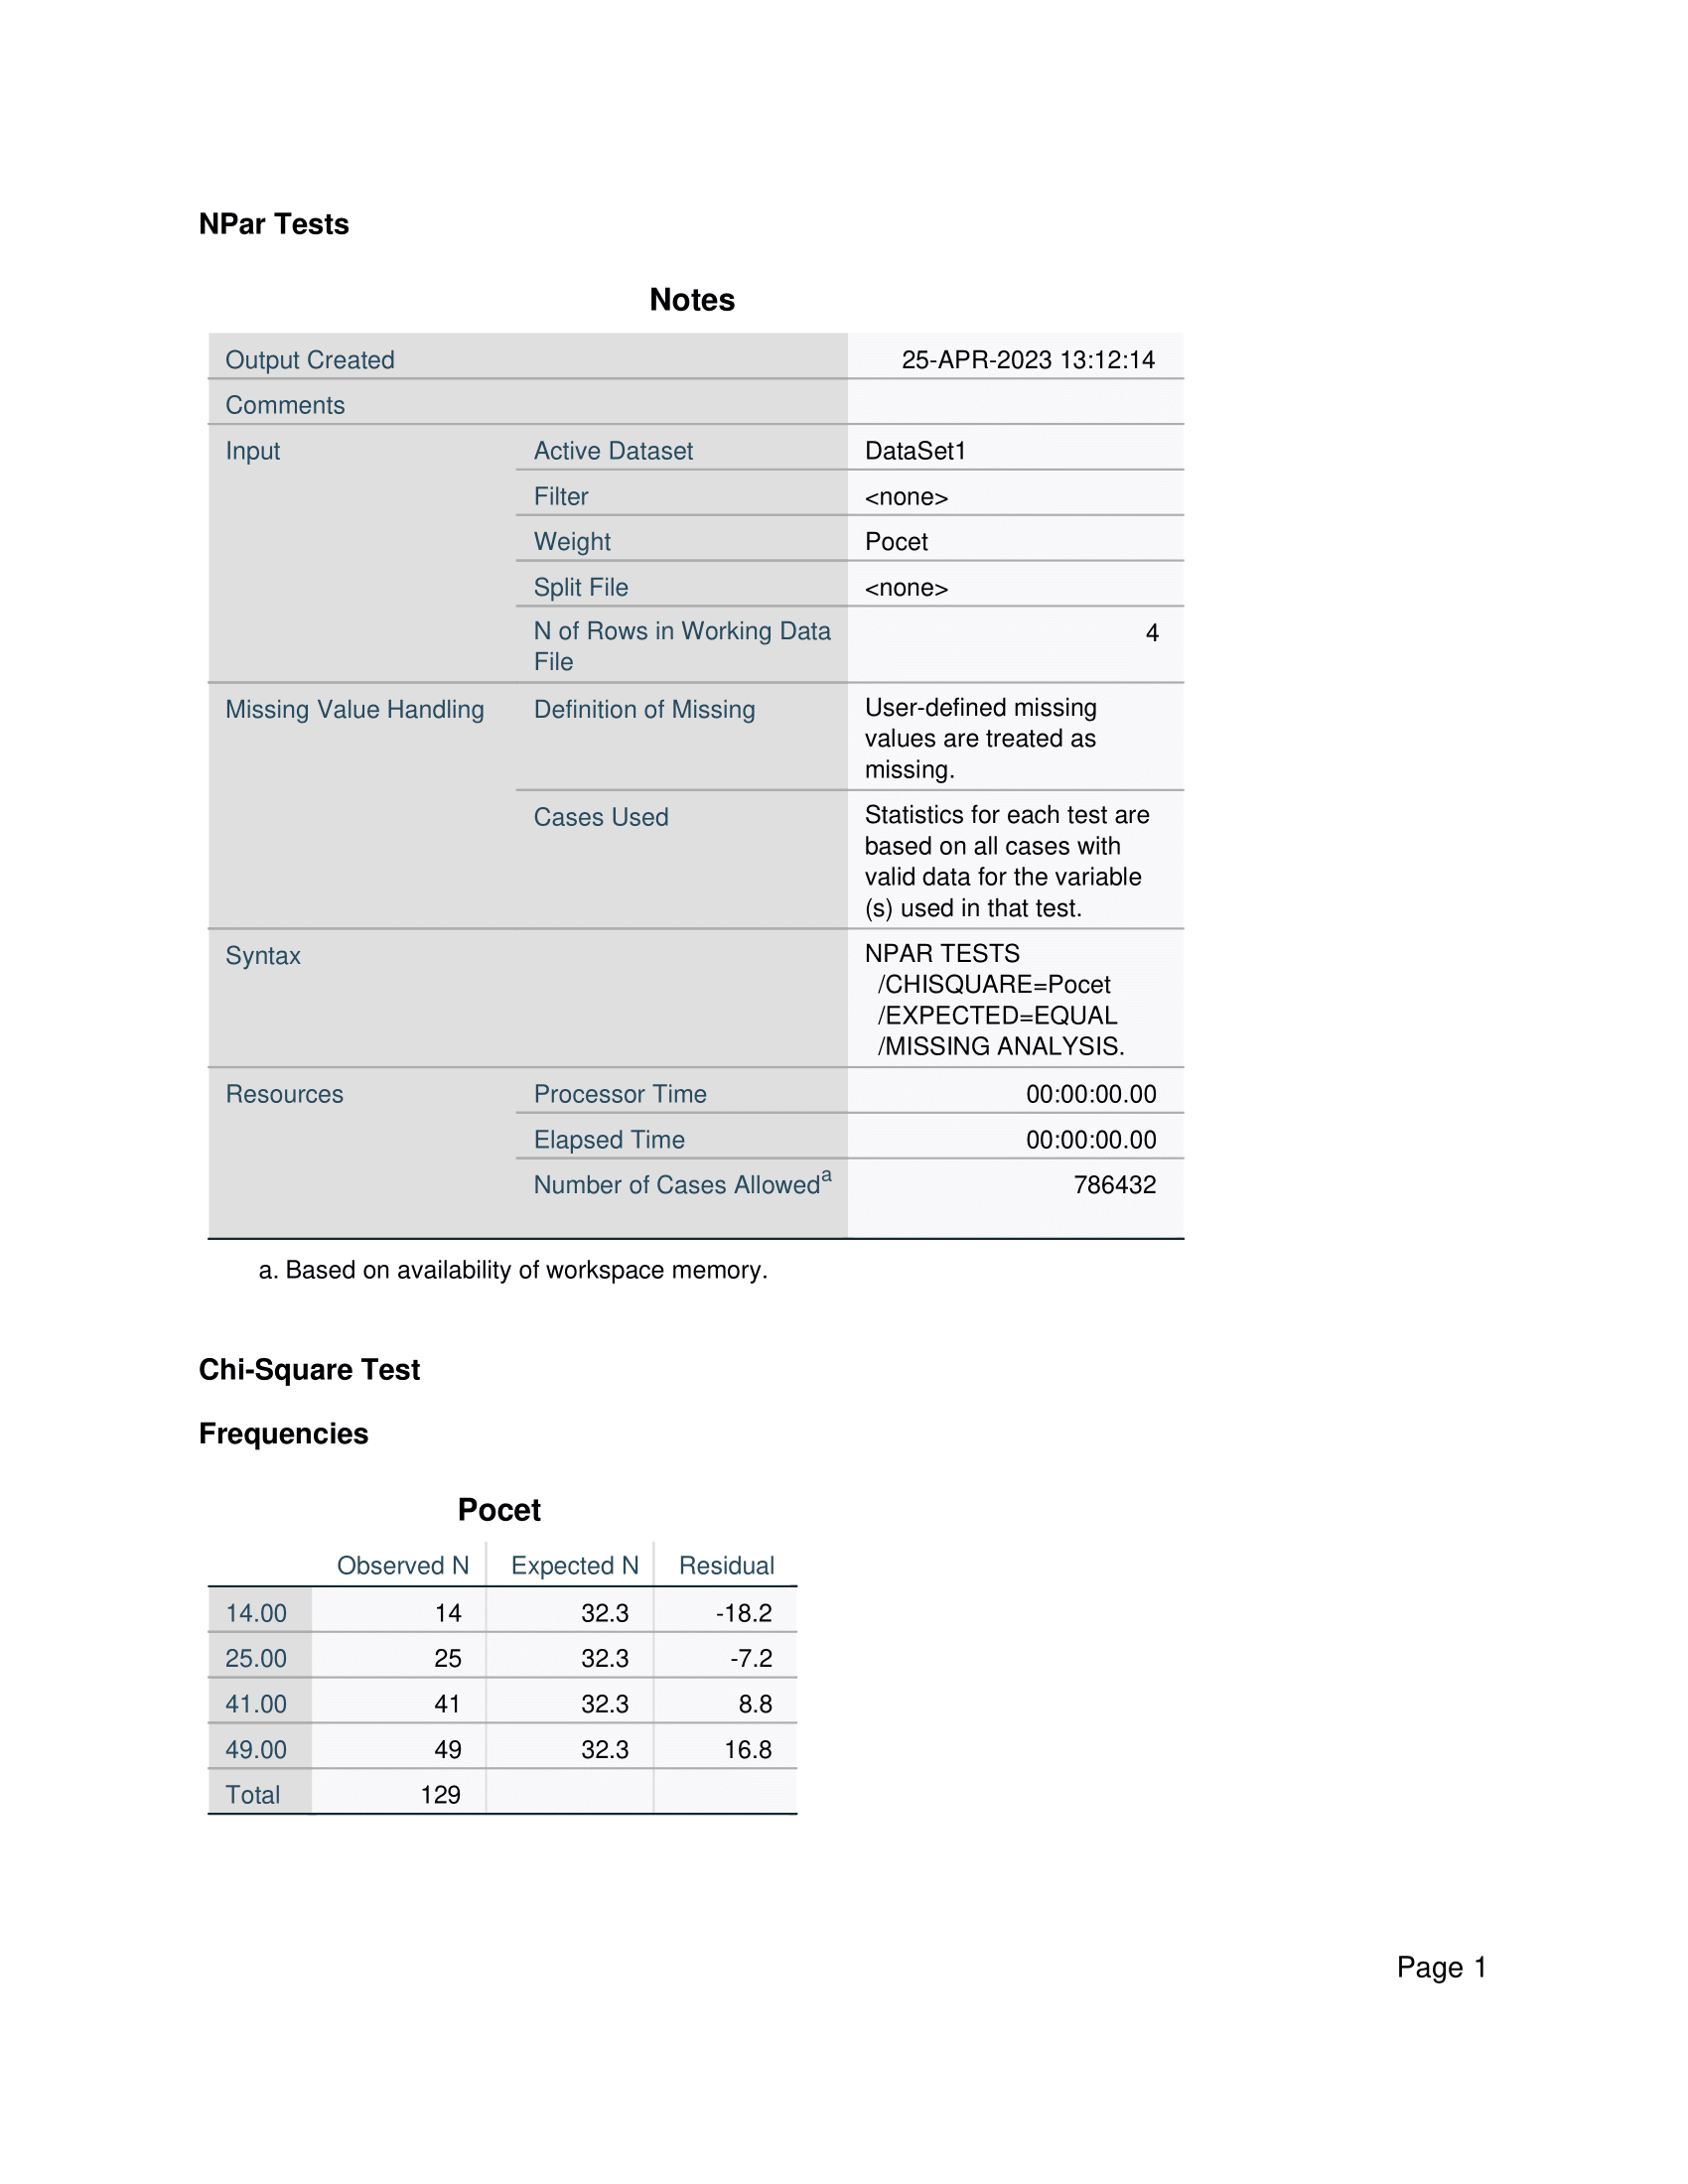 NPar Tests
Notes
Output Created 25-APR-2023 13:12:14
Comments
Input Active Dataset DataSet1
Filter <none>
Weight Pocet
Split File <none>
N of Rows in Working Data File 4
Missing Value Handling Definition of Missing User-defined missing
values are treated as
missing.
Cases Used Statistics for each test are
based on all cases with
valid data for the variable
(s) used in that test.
Syntax NPAR TESTS
/CHISQUARE=Pocet
/EXPECTED=EQUAL
/MISSING ANALYSIS.
Resources Processor Time 00:00:00.00
Elapsed Time 00:00:00.00
Number of Cases Allowedᵃ 786432
a. Based on availability of workspace memory.
Chi-Square Test
Frequencies
Pocet
Observed N Expected N Residual
14.00 14 32.3 -18.2
25.00 25 32.3 -7.2
41.00 41 32.3 8.8
49.00 49 32.3 16.8
Total 129
Page 1